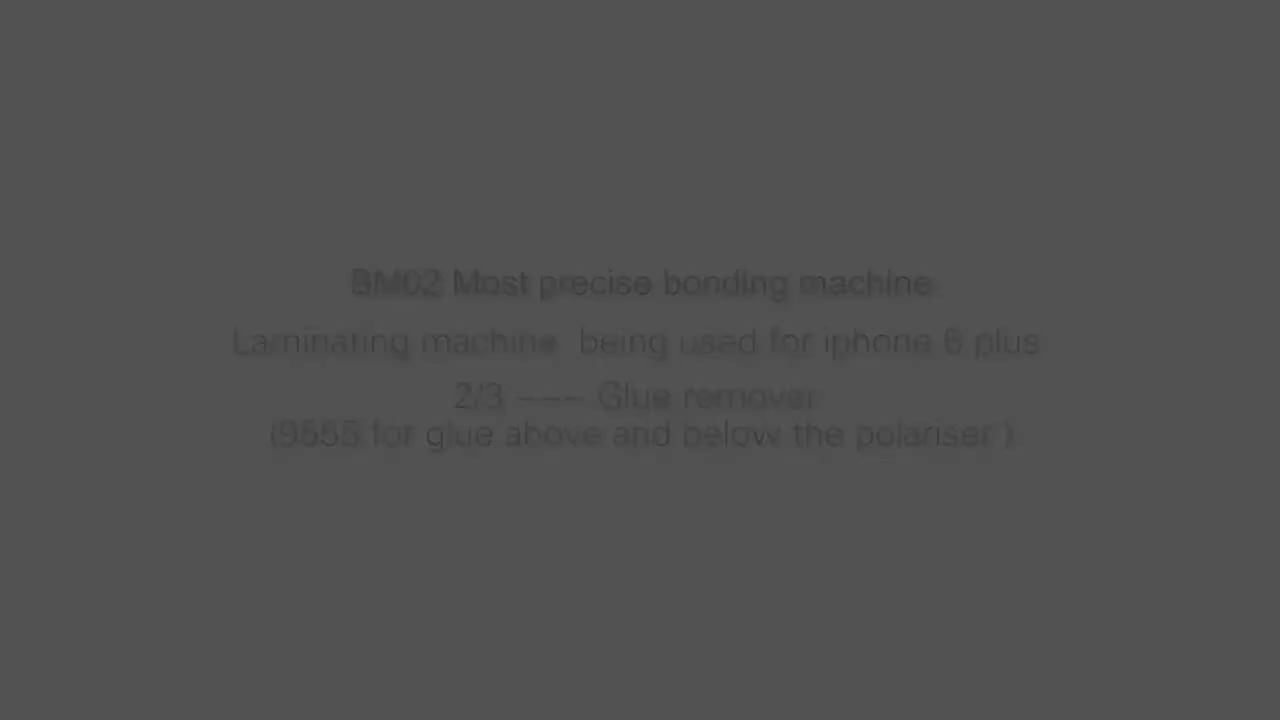 BM02 Most precise bonding machine
Laminating machine being used for iphone 6 plus
2/3 --- Glue remover
(9555 for glue above and below the polariser )